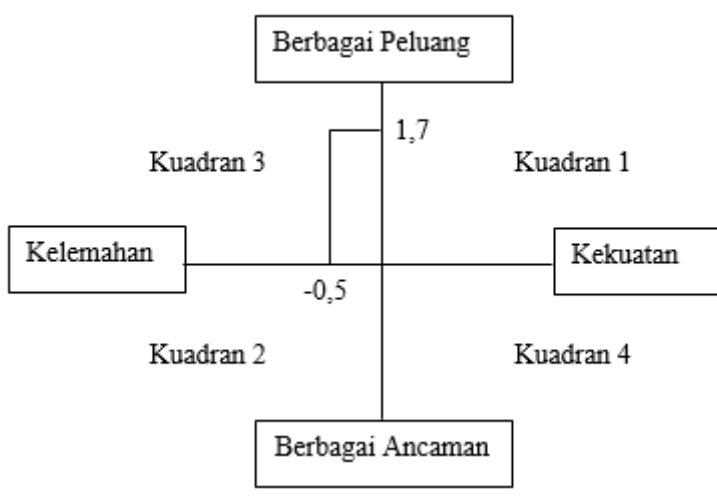 Berbagai Peluang
1,7
Kuadran 3
Kuadran 1
Kelemahan
Kekuatan
-0,5
Kuadran 2
Kuadran 4
Berbagai Ancaman